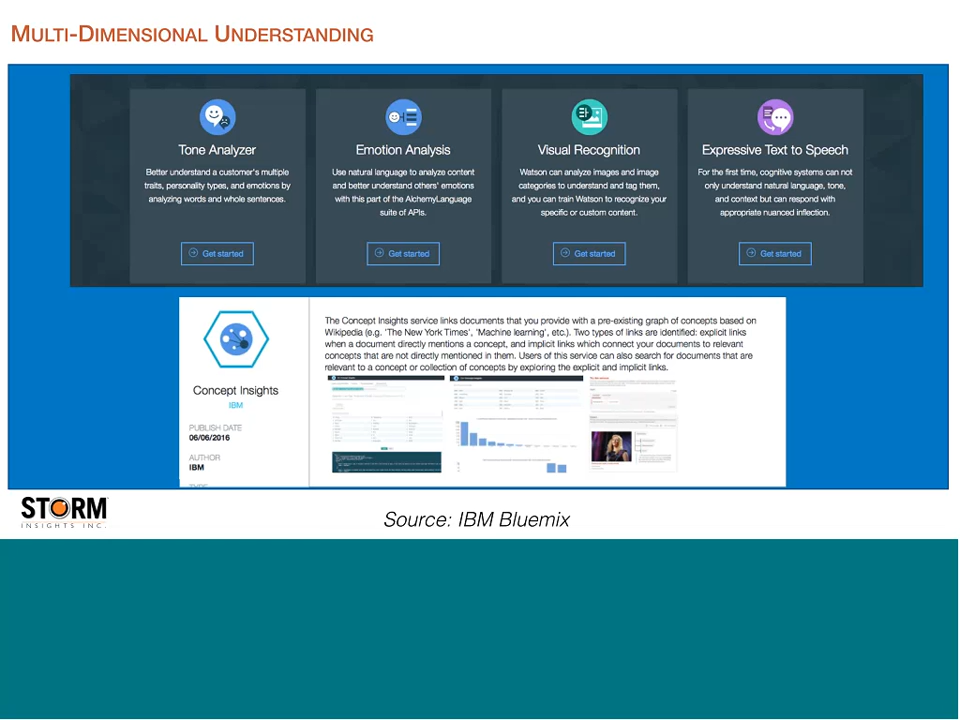 MULTI-DIMENSIONAL UNDERSTANDING
Tone Analyzer
Better understand a customer's multiple
traits, personality types, and emotions by
analyzing words and whole sentences.
Get started
Emotion Analysis
Use natural language to analyze content
and better understand others' emotions
with this part of the AlchemyLanguage
suite of APIs.
Get started
Visual Recognition
Watson can analyze images and image
categories to understand and tag them,
and you can train Watson to recognize your
specific or custom content.
Get started
Expressive Text to Speech
For the first time, cognitive systems can not
only understand natural language, tone,
and context but can respond with
appropriate nuanced inflection.
Get started
Concept Insights
IBM
PUBLISH DATE
06/06/2016
AUTHOR
IBM
The Concept Insights service links documents that you provide with a pre-existing graph of concepts based on
Wikipedia (e.g. 'The New York Times', 'Machine learning', etc.). Two types of links are identified: explicit links
when a document directly mentions a concept, and implicit links which connect your documents to relevant
concepts that are not directly mentioned in them. Users of this service can also search for documents that are
relevant to a concept or collection of concepts by exploring the explicit and implicit links.
STORM
INSIGHTS INC.
Source: IBM Bluemix